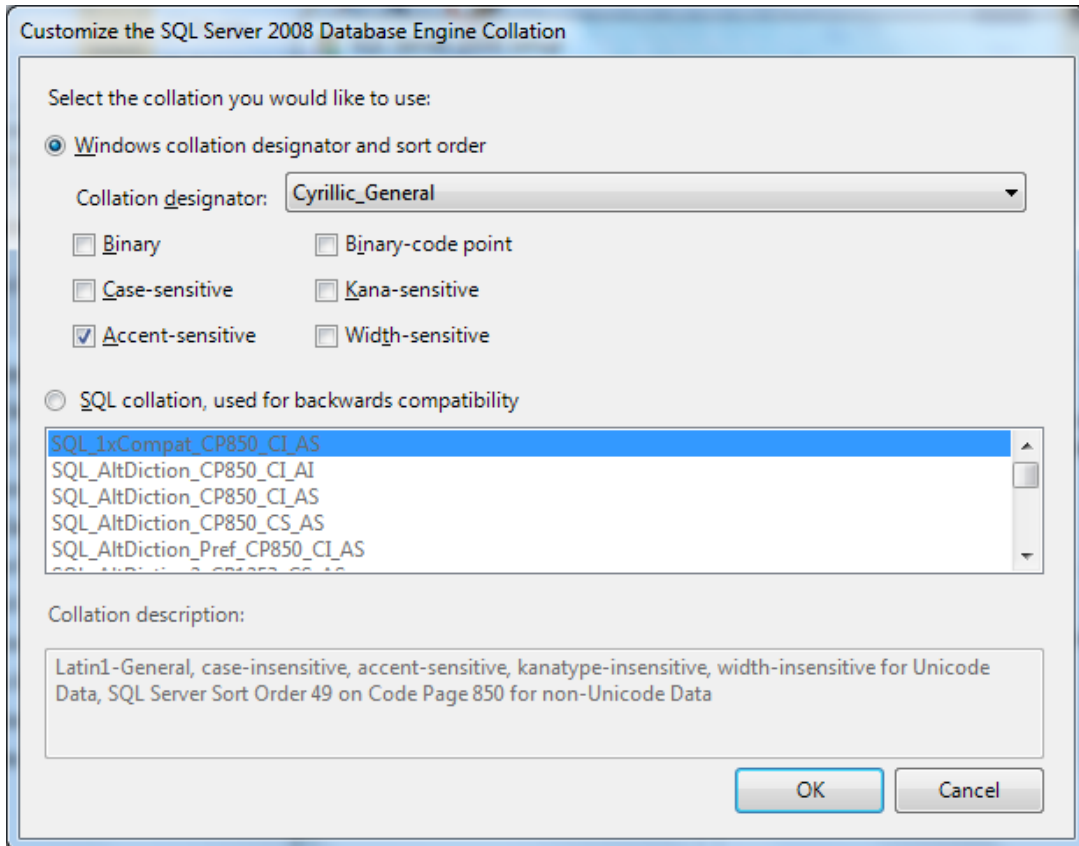 Customize the SQL Server 2008 Database Engine Collation
Select the collation you would like to use:
Windows collation designator and sort order
Collation designator: Cyrillic_General
Binary Binary-code point
Case-sensitive Kana-sensitive
Accent-sensitive Width-sensitive
SQL collation, used for backwards compatibility
SQL_1xCompat_CP850_CI_AS
SQL_AltDiction_CP850_CI_AI
SQL_AltDiction_CP850_CI_AS
SQL_AltDiction_CP850_CS_AS
SQL_AltDiction_Pref_CP850_CI_AS
Collation description:
Latin1-General, case-insensitive, accent-sensitive, kanatype-insensitive, width-insensitive for Unicode
Data, SQL Server Sort Order 49 on Code Page 850 for non-Unicode Data
OK Cancel